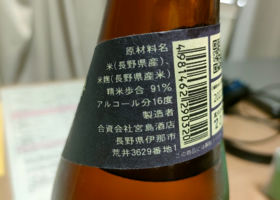 原材料名
米(長野県産)、
米麹(長野県産米)
精米歩合 91%
アルコール分16度
製造者
合資会社宮島酒店
長野県伊那市
荒井3629番地1
4981462290320